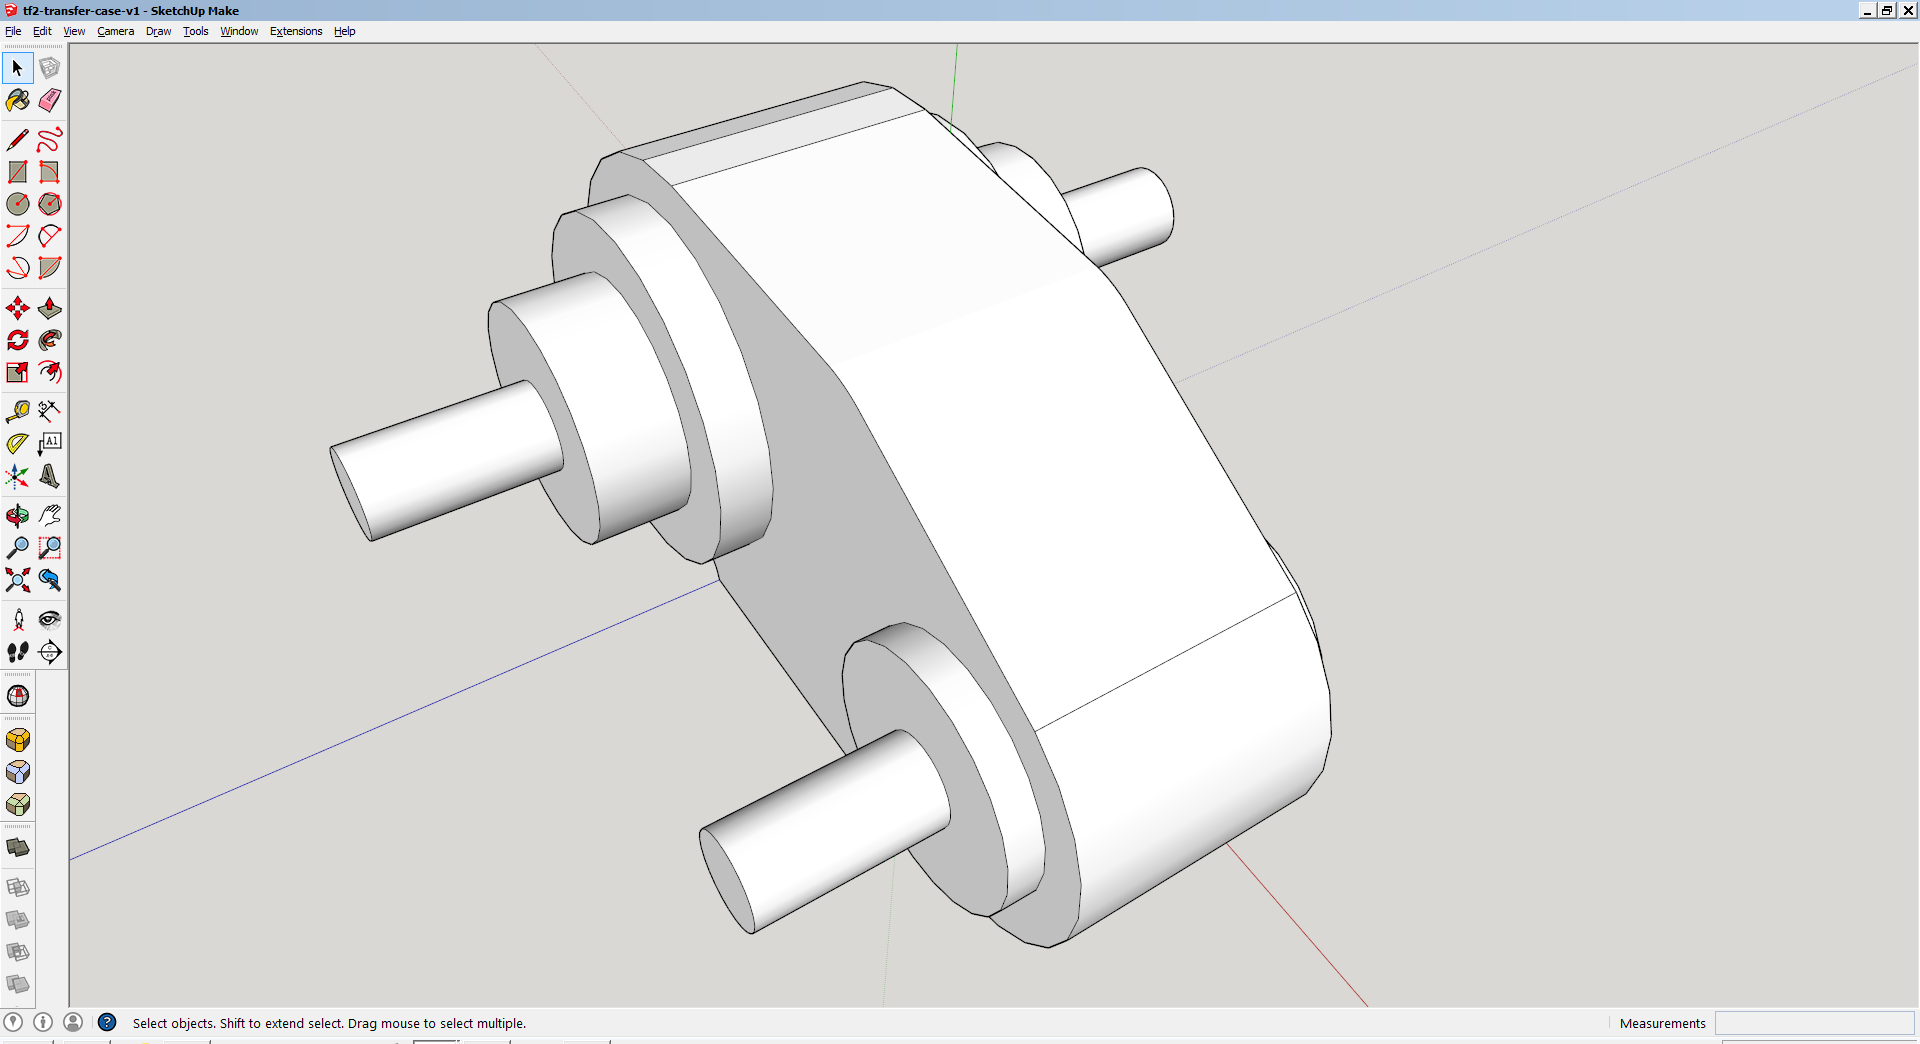 tf2-transfer-case-v1 - SketchUp Make
File Edit View Camera Draw Tools Window Extensions Help
A1
Select objects. Shift to extend select. Drag mouse to select multiple.
Measurements